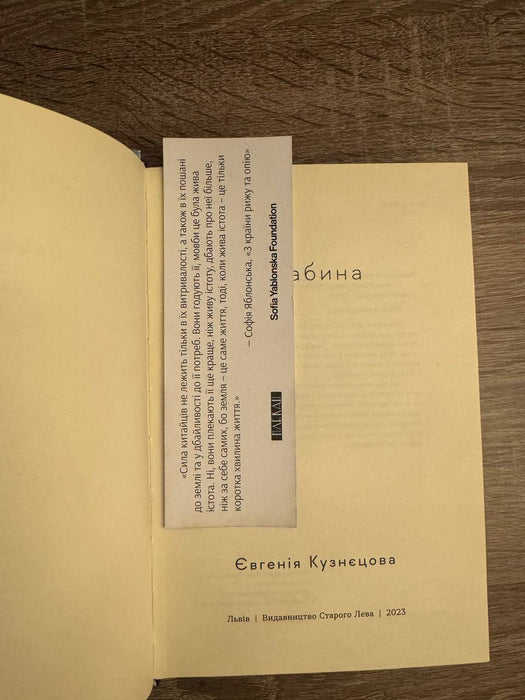 «Сила китайців не лежить тільки в їх витривалості, а також в їх пошані
до землі та у дбайливості до її потреб. Вони годують її, мовби це була жива
істота. Ні, вони плекають її ще краще, ніж живу істоту, дбають про неї більше,
ніж за себе самих, бо земля – це саме життя, тоді, коли жива істота – це тільки
коротка хвилина життя.»
– Софія Яблонська, «З країни рижу та опію»
Sofia Yablonska Foundation
абина
Євгенія Кузнєцова
Львів | Видавництво Старого Лева | 2023